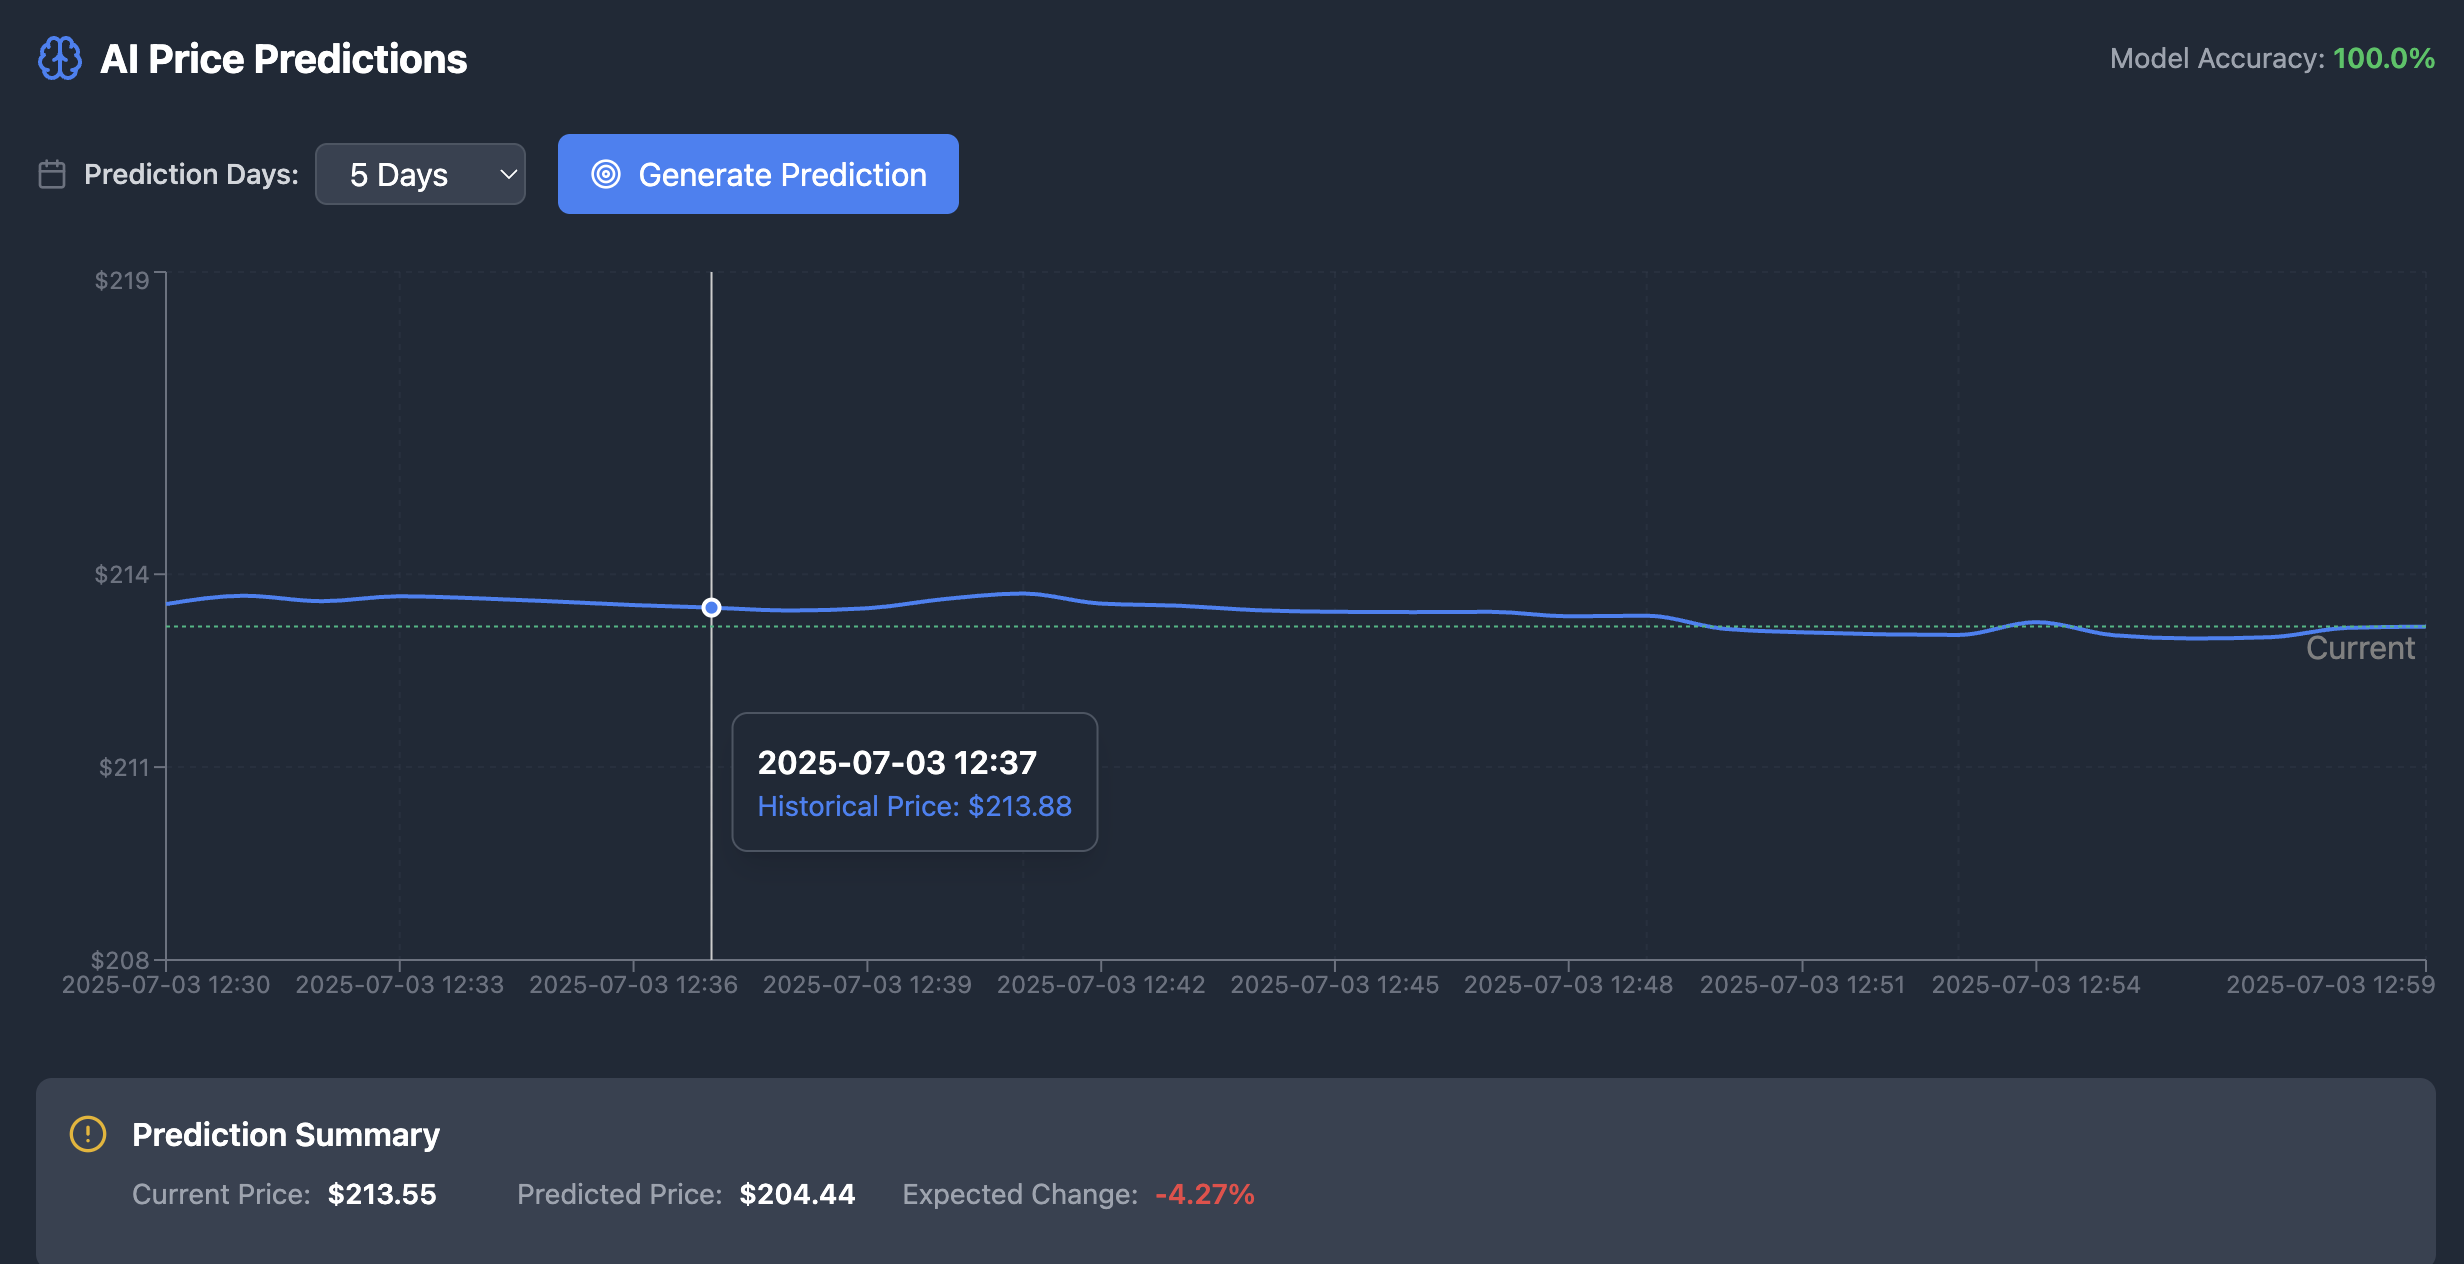 AI Price Predictions
Model Accuracy: 100.0%
Prediction Days:
5 Days
Generate Prediction
$219
$214
$211
$208
Current
2025-07-03 12:37
Historical Price: $213.88
2025-07-03 12:30
2025-07-03 12:33
2025-07-03 12:36
2025-07-03 12:39
2025-07-03 12:42
2025-07-03 12:45
2025-07-03 12:48
2025-07-03 12:51
2025-07-03 12:54
2025-07-03 12:59
Prediction Summary
Current Price: $213.55
Predicted Price: $204.44
Expected Change: -4.27%